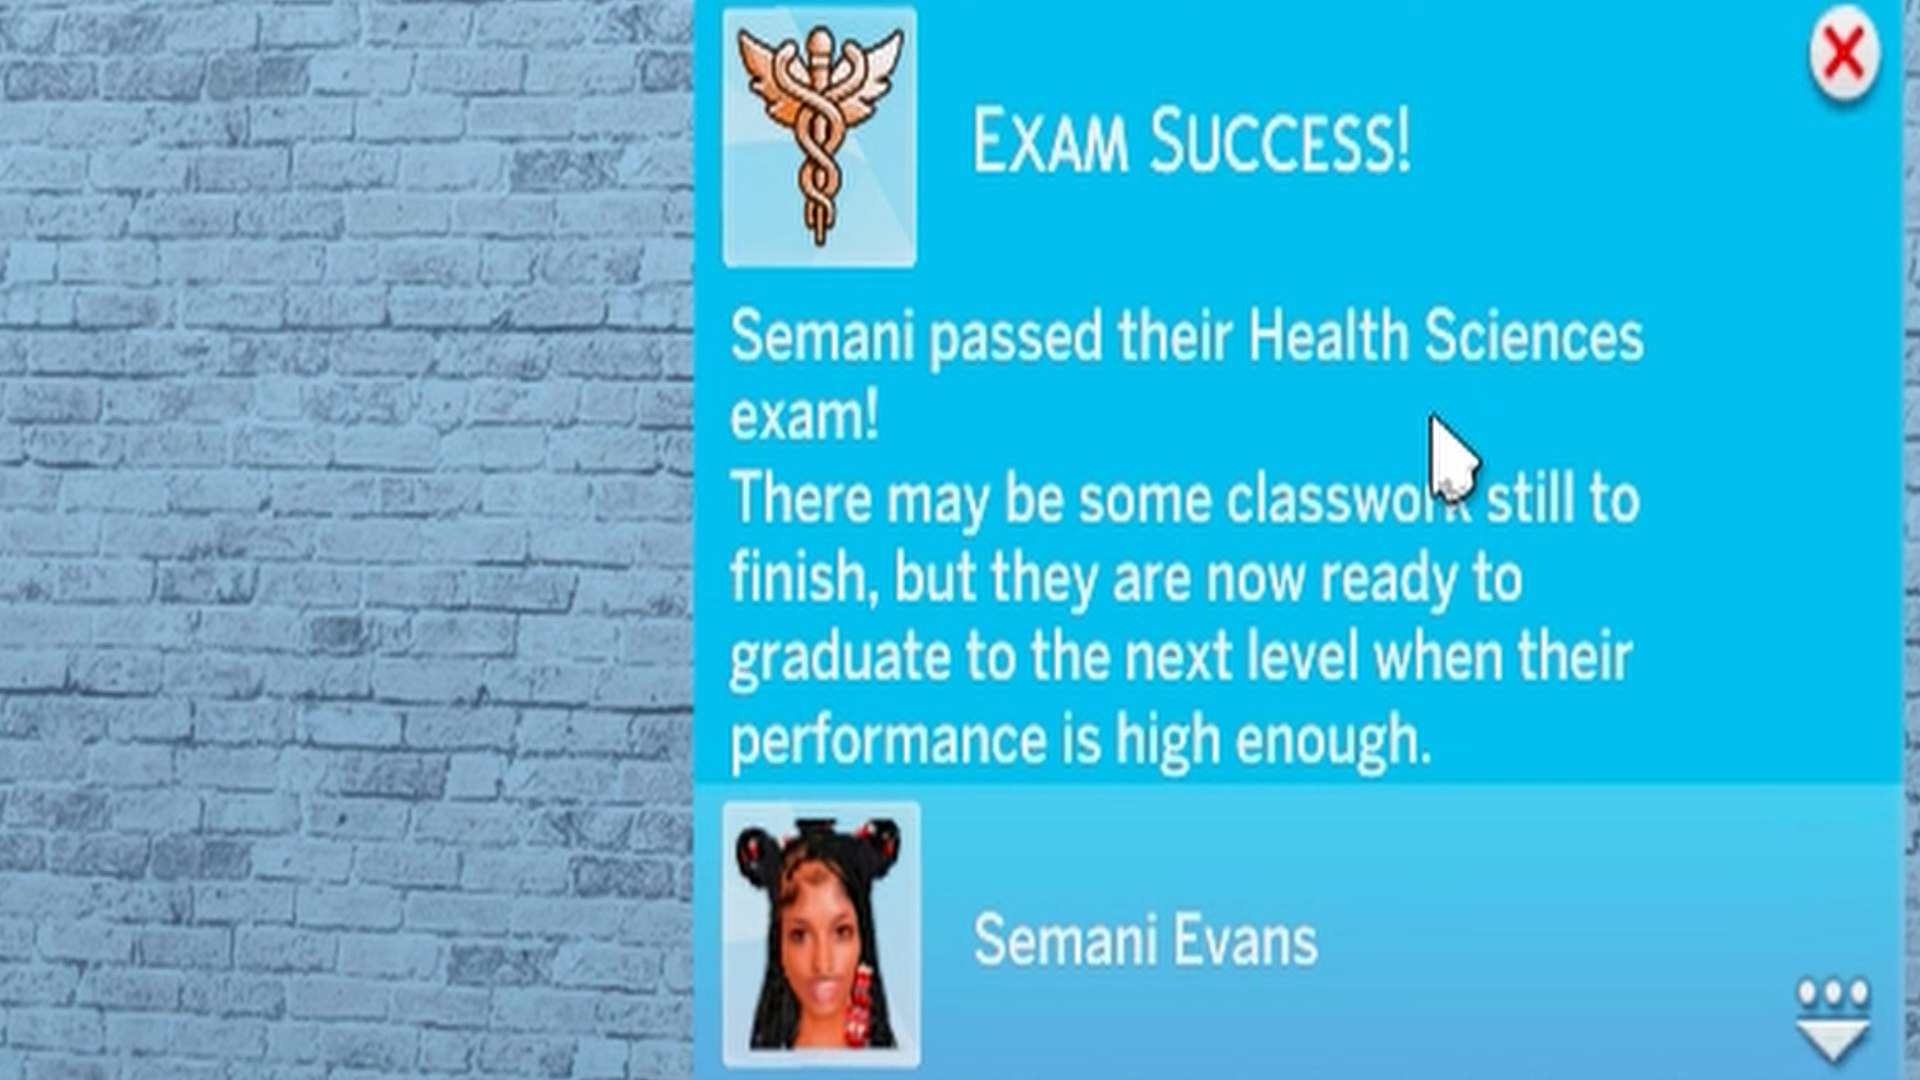 EXAM SUCCESS!
Semani passed their Health Sciences
exam!
There may be some classwork still to
finish, but they are now ready to
graduate to the next level when their
performance is high enough.
Semani Evans